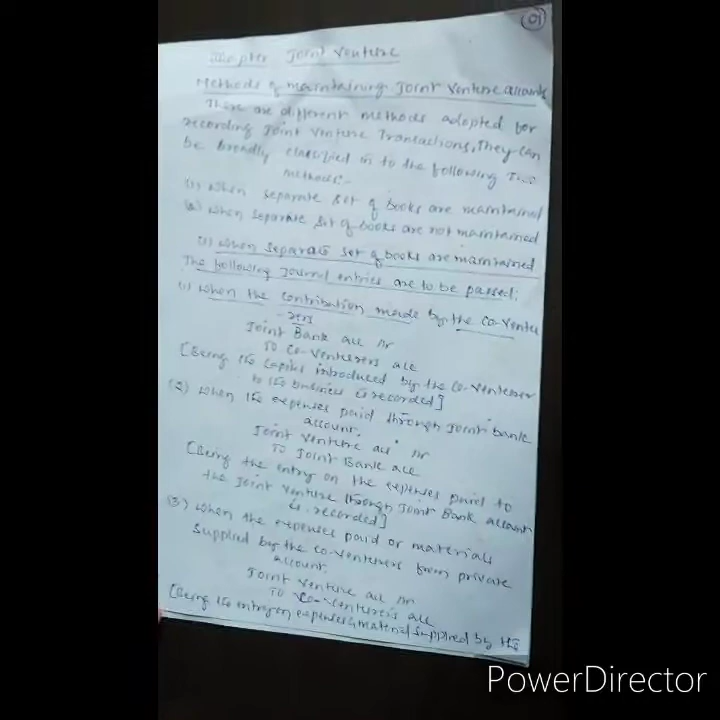 01
Chapter Joint Venture
Methods of maintaining Joint Venture accounts
There are different methods adopted for
recording Joint Venture Transactions, They can
be broadly classified in to the following Two
methods:-
(1) When separate set of books are maintained
(2) When separate set of books are not maintained
(1) When separate set of books are maintained
The following Journal entries are to be passed:
(1) When the contribution made by the co-Ventu
-rers
Joint Bank a/c Dr
To Co-Venturers a/c
[Being the capital introduced by the co-Venturer
to the business is recorded]
(2) When the expenses paid through Joint bank
account.
Joint Venture a/c Dr
To Joint Bank a/c
[Being the entry on the expenses paid to
the Joint Venture through Joint Bank account
is recorded]
(3) When the expenses paid or materials
supplied by the co-Venturers from private
account.
Joint Venture a/c Dr
To Co-Venturers a/c
[Being the entry on expenses & material supplied by the
PowerDirector